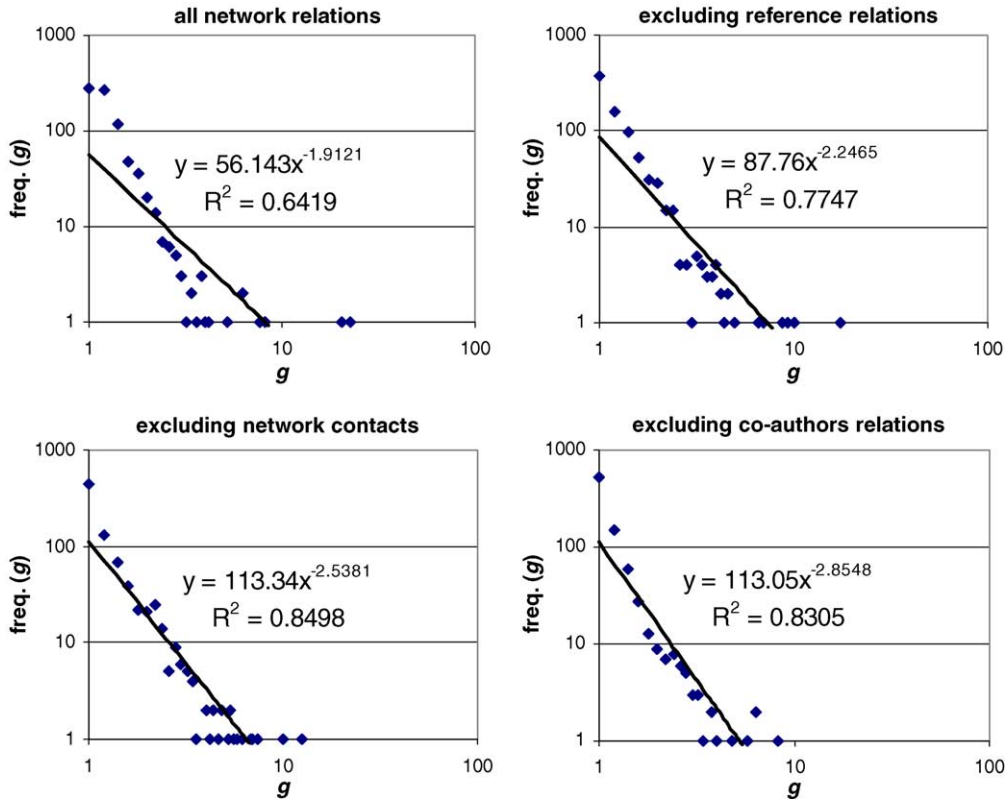 all network relations
1000
100
10
1
freq. (g)
y = 56.143x^-1.9121
R^2 = 0.6419
1 10 100
g
excluding reference relations
1000
100
10
1
freq. (g)
y = 87.76x^-2.2465
R^2 = 0.7747
1 10 100
g
excluding network contacts
1000
100
10
1
freq. (g)
y = 113.34x^-2.5381
R^2 = 0.8498
1 10 100
g
excluding co-authors relations
1000
100
10
1
freq. (g)
y = 113.05x^-2.8548
R^2 = 0.8305
1 10 100
g